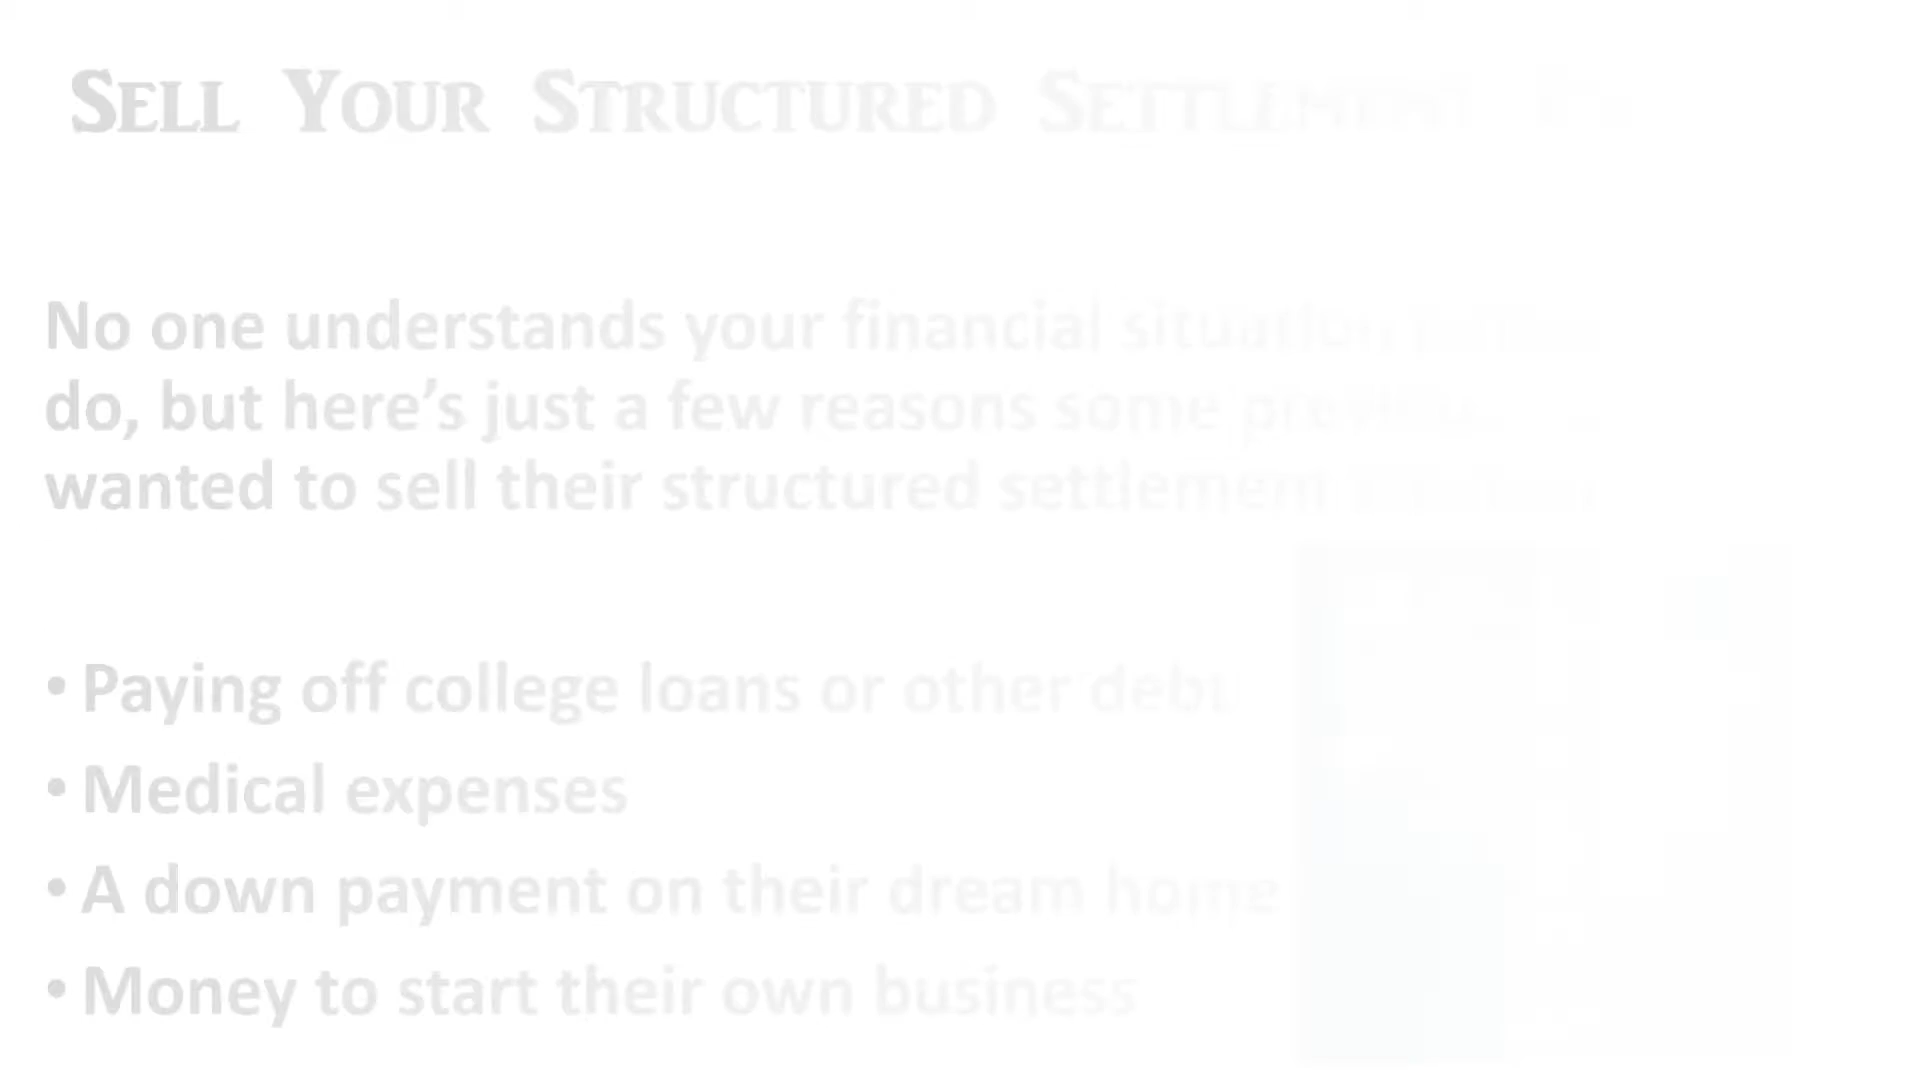 SELL YOUR STRUCTURED SETTLEMENT
No one understands your financial situation
do, but here’s just a few reasons some
wanted to sell their structured settlement
• Paying off college loans or other debt
• Medical expenses
• A down payment on their dream home
• Money to start their own business